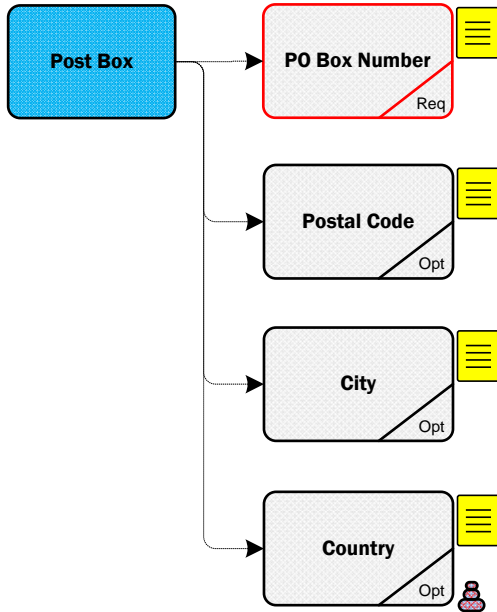 Post Box
PO Box Number
Req
Postal Code
Opt
City
Opt
Country
Opt